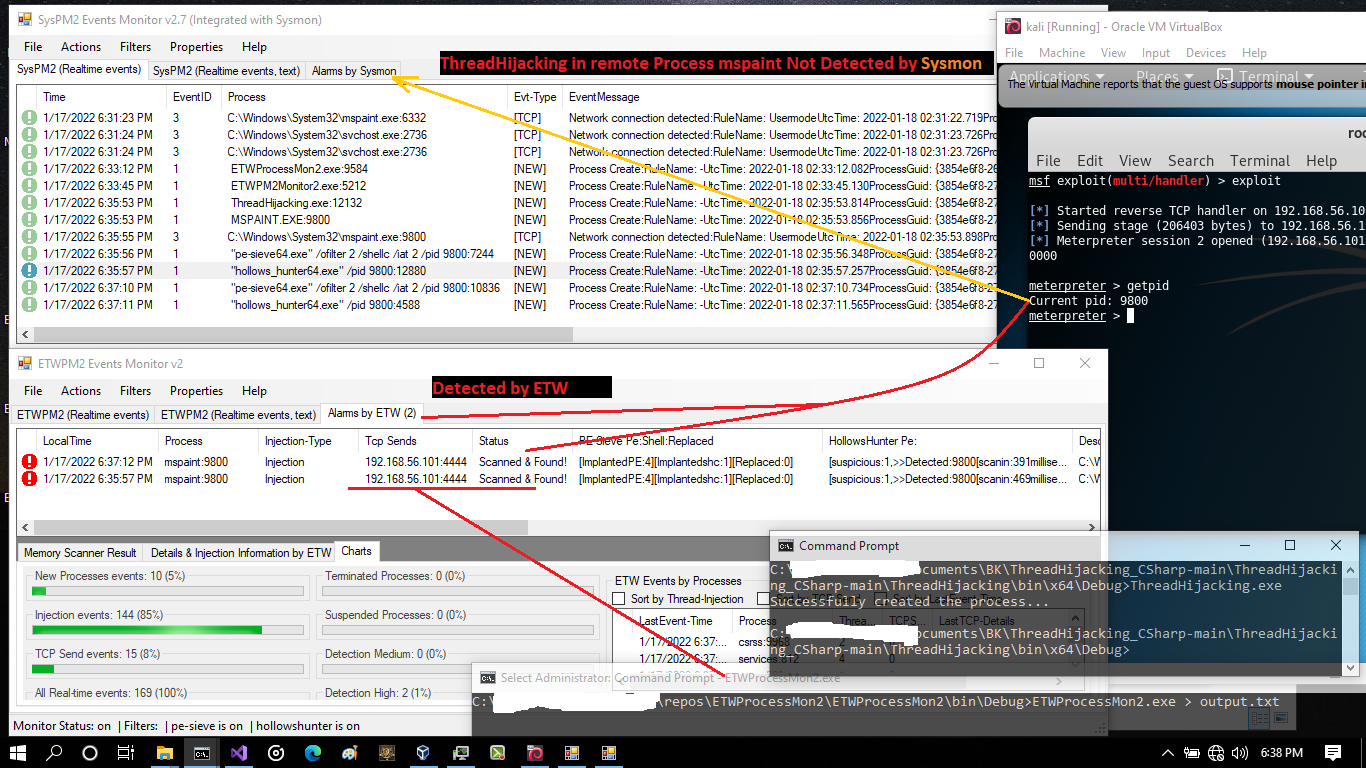 SysPM2 Events Monitor v2.7 (Integrated with Sysmon)
File Actions Filters Properties Help
SysPM2 (Realtime events) SysPM2 (Realtime events, text) Alarms by Sysmon
ThreadHijacking in remote Process mspaint Not Detected by Sysmon
Time EventID Process Evt-Type EventMessage
1/17/2022 6:31:23 PM 3 C:\Windows\System32\mspaint.exe:6332 [TCP] Network connection detected:RuleName: UsermodeUtcTime: 2022-01-18 02:31:22.719Pro
1/17/2022 6:31:24 PM 3 C:\Windows\System32\svchost.exe:2736 [TCP] Network connection detected:RuleName: UsermodeUtcTime: 2022-01-18 02:31:23.726Pro
1/17/2022 6:31:24 PM 3 C:\Windows\System32\svchost.exe:2736 [TCP] Network connection detected:RuleName: UsermodeUtcTime: 2022-01-18 02:31:23.726Pro
1/17/2022 6:33:12 PM 1 ETWProcessMon2.exe:9584 [NEW] Process Create:RuleName: -UtcTime: 2022-01-18 02:33:12.082ProcessGuid: {3854e6f8-26
1/17/2022 6:33:45 PM 1 ETWPM2Monitor2.exe:5212 [NEW] Process Create:RuleName: -UtcTime: 2022-01-18 02:33:45.130ProcessGuid: {3854e6f8-26
1/17/2022 6:35:53 PM 1 ThreadHijacking.exe:12132 [NEW] Process Create:RuleName: -UtcTime: 2022-01-18 02:35:53.814ProcessGuid: {3854e6f8-27
1/17/2022 6:35:53 PM 1 MSPAINT.EXE:9800 [NEW] Process Create:RuleName: -UtcTime: 2022-01-18 02:35:53.856ProcessGuid: {3854e6f8-27
1/17/2022 6:35:55 PM 3 C:\Windows\System32\mspaint.exe:9800 [TCP] Network connection detected:RuleName: UsermodeUtcTime: 2022-01-18 02:35:53.898Pro
1/17/2022 6:35:56 PM 1 "pe-sieve64.exe" /ofilter 2 /shellc /iat 2 /pid 9800:7244 [NEW] Process Create:RuleName: -UtcTime: 2022-01-18 02:35:56.348ProcessGuid: {3854e6f8-27
1/17/2022 6:35:57 PM 1 "hollows_hunter64.exe" /pid 9800:12880 [NEW] Process Create:RuleName: -UtcTime: 2022-01-18 02:35:57.257ProcessGuid: {3854e6f8-27
1/17/2022 6:37:10 PM 1 "pe-sieve64.exe" /ofilter 2 /shellc /iat 2 /pid 9800:10836 [NEW] Process Create:RuleName: -UtcTime: 2022-01-18 02:37:10.734ProcessGuid: {3854e6f8-27
1/17/2022 6:37:11 PM 1 "hollows_hunter64.exe" /pid 9800:4588 [NEW] Process Create:RuleName: -UtcTime: 2022-01-18 02:37:11.565ProcessGuid: {3854e6f8-27
kali [Running] - Oracle VM VirtualBox
File Machine View Input Devices Help
Applications Places Terminal
The Virtual Machine reports that the guest OS supports mouse pointer in
roo
File Edit View Search Terminal Help
msf exploit(multi/handler) > exploit
[*] Started reverse TCP handler on 192.168.56.10
[*] Sending stage (206403 bytes) to 192.168.56.1
[*] Meterpreter session 2 opened (192.168.56.101
0000
meterpreter > getpid
Current pid: 9800
meterpreter >
ETWPM2 Events Monitor v2
File Actions Filters Properties Help
Detected by ETW
ETWPM2 (Realtime events) ETWPM2 (Realtime events, text) Alarms by ETW (2)
LocalTime Process Injection-Type Tcp Sends Status PE-Sieve Pe:Shell:Replaced HollowsHunter Pe: Desc
1/17/2022 6:37:12 PM mspaint:9800 Injection 192.168.56.101:4444 Scanned & Found! [ImplantedPE:4][Implantedshc:1][Replaced:0] [suspicious:1,>>Detected:9800[scanin:391millise... C:\W
1/17/2022 6:35:57 PM mspaint:9800 Injection 192.168.56.101:4444 Scanned & Found! [ImplantedPE:4][Implantedshc:1][Replaced:0] [suspicious:1,>>Detected:9800[scanin:469millise... C:\W
Memory Scanner Result Details & Injection Information by ETW Charts
New Processes events: 10 (5%) Terminated Processes: 0 (0%)
Injection events: 144 (85%) Suspended Processes: 0 (0%)
TCP Send events: 15 (8%) Detection Medium: 0 (0%)
All Real-time events: 169 (100%) Detection High: 2 (1%)
ETW Events by Processes
Sort by Thread-Injection
LastEvent-Time Process Threa... TCPS... LastTCP-Details
1/17/2022 6:37:... csrss:9968 2
1/17/2022 6:37:... services:812 4 0
Monitor Status: on | Filters: | pe-sieve is on | hollowshunter is on
Command Prompt
C:\ ocuments\BK\ThreadHijacking_CSharp-main\ThreadHijacki
ng_CSharp-main\ThreadHijacking\bin\x64\Debug>ThreadHijacking.exe
Successfully created the process...
C: ocuments\BK\ThreadHijacking_CSharp-main\ThreadHijacki
ng_CSharp-main\ThreadHijacking\bin\x64\Debug>
Select Administrator: Command Prompt - ETWProcessMon2.exe
C:\ \repos\ETWProcessMon2\ETWProcessMon2\bin\Debug>ETWProcessMon2.exe > output.txt
6:38 PM